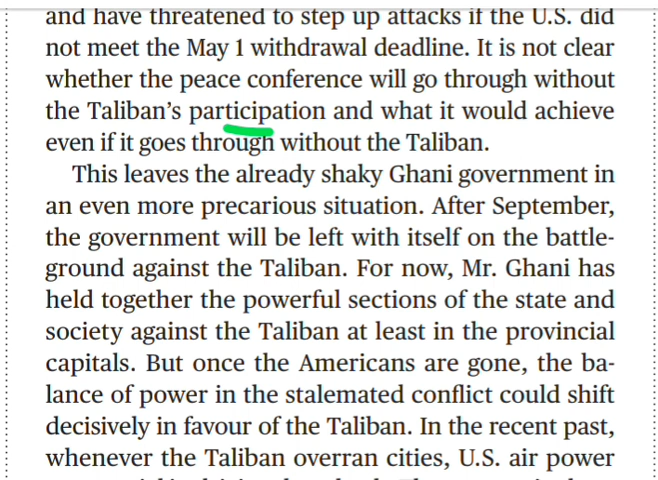 and have threatened to step up attacks if the U.S. did
not meet the May 1 withdrawal deadline. It is not clear
whether the peace conference will go through without
the Taliban’s participation and what it would achieve
even if it goes through without the Taliban.
This leaves the already shaky Ghani government in
an even more precarious situation. After September,
the government will be left with itself on the battle-
ground against the Taliban. For now, Mr. Ghani has
held together the powerful sections of the state and
society against the Taliban at least in the provincial
capitals. But once the Americans are gone, the ba-
lance of power in the stalemated conflict could shift
decisively in favour of the Taliban. In the recent past,
whenever the Taliban overran cities, U.S. air power